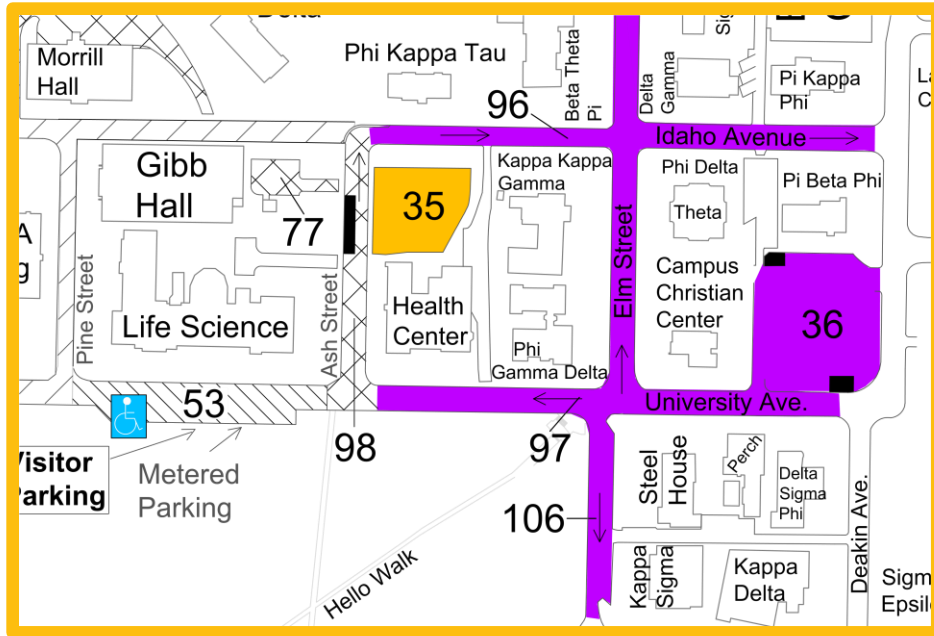 Delta
Morrill
Hall
Phi Kappa Tau
Beta Theta
Pi
Delta
Gamma
Pi Kappa
Phi
96
Idaho Avenue
Gibb
Hall
77
35
Kappa Kappa
Gamma
Phi Delta
Theta
Pi Beta Phi
Pine Street
Life Science
Ash Street
Health
Center
Phi
Gamma Delta
Elm Street
Campus
Christian
Center
36
53
98
97
University Ave.
Visitor
Parking
Metered
Parking
106
Hello Walk
Steel
House
Perch
Delta
Sigma
Phi
Deakin Ave.
Kappa
Sigma
Kappa
Delta